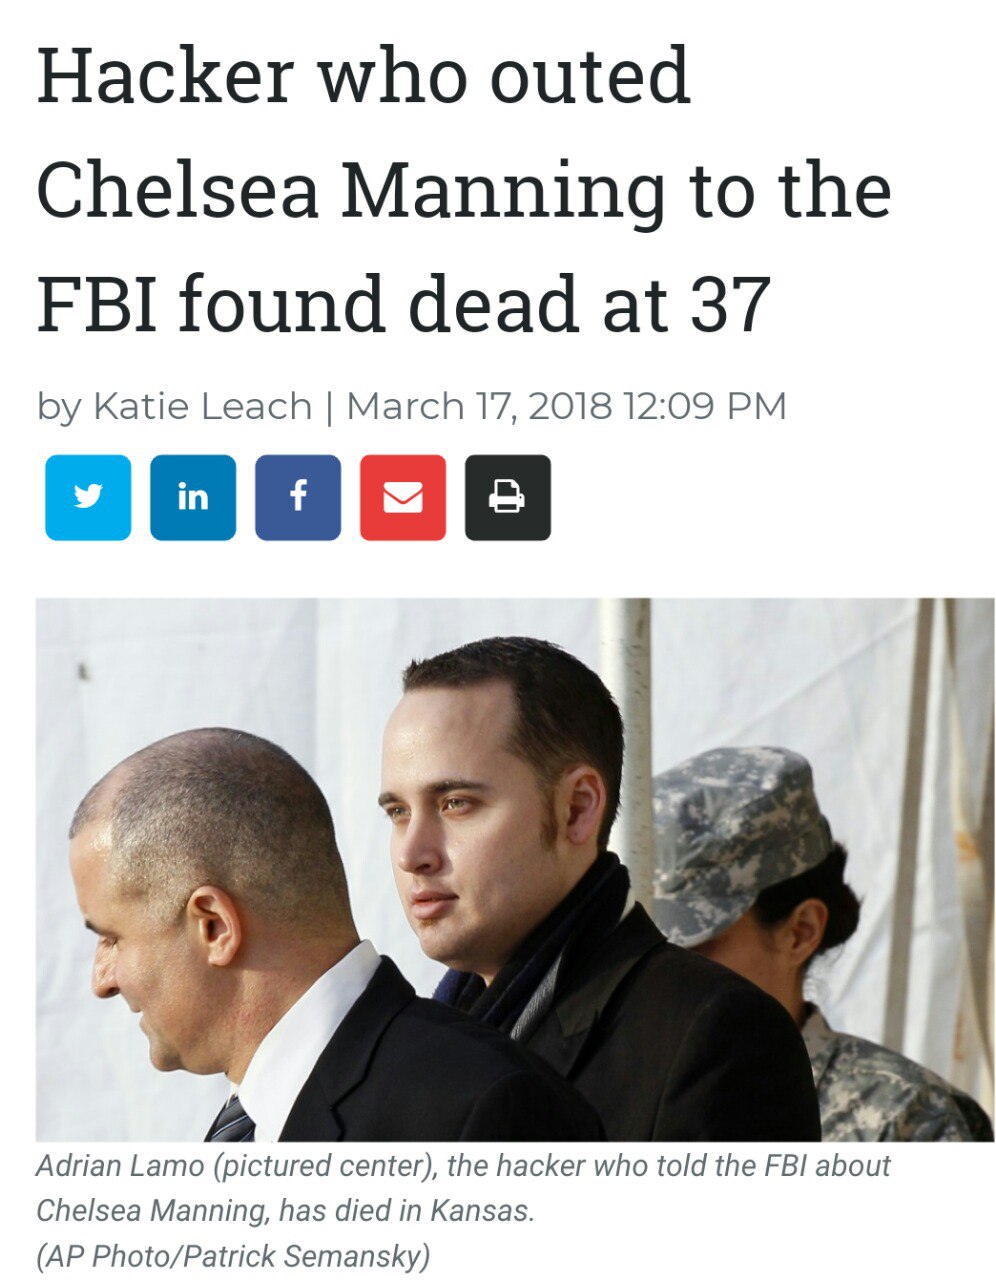 Hacker who outed
Chelsea Manning to the
FBI found dead at 37
by Katie Leach | March 17, 2018 12:09 PM
in
f
Adrian Lamo (pictured center), the hacker who told the FBI about
Chelsea Manning, has died in Kansas.
(AP Photo/Patrick Semansky)